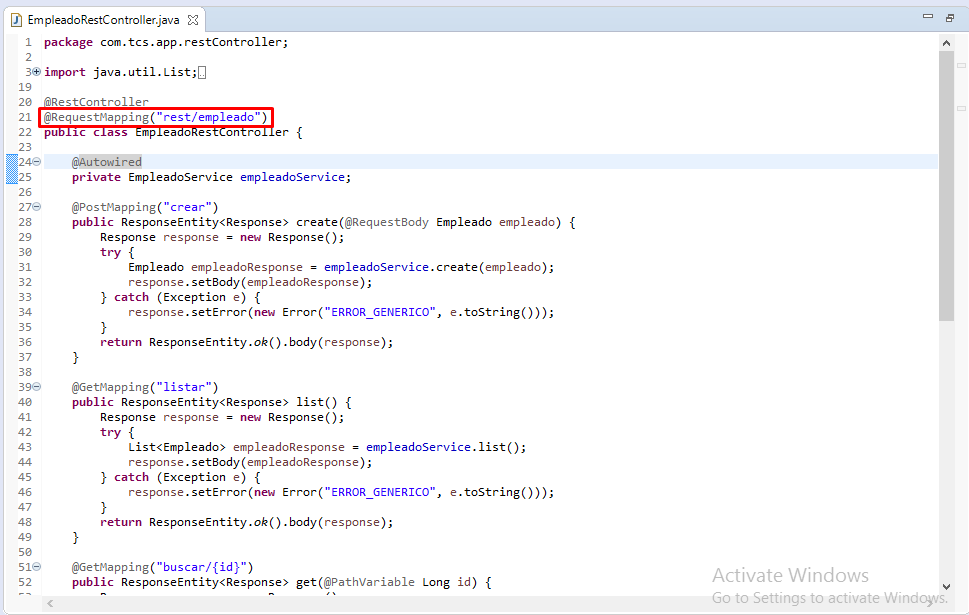 EmpleadoRestController.java
1 package com.tcs.app.restController;
2
3 import java.util.List;
19
20 @RestController
21 @RequestMapping("rest/empleado")
22 public class EmpleadoRestController {
23
24 @Autowired
25 private EmpleadoService empleadoService;
26
27 @PostMapping("crear")
28 public ResponseEntity<Response> create(@RequestBody Empleado empleado) {
29 Response response = new Response();
30 try {
31 Empleado empleadoResponse = empleadoService.create(empleado);
32 response.setBody(empleadoResponse);
33 } catch (Exception e) {
34 response.setError(new Error("ERROR_GENERICO", e.toString()));
35 }
36 return ResponseEntity.ok().body(response);
37 }
38
39 @GetMapping("listar")
40 public ResponseEntity<Response> list() {
41 Response response = new Response();
42 try {
43 List<Empleado> empleadoResponse = empleadoService.list();
44 response.setBody(empleadoResponse);
45 } catch (Exception e) {
46 response.setError(new Error("ERROR_GENERICO", e.toString()));
47 }
48 return ResponseEntity.ok().body(response);
49 }
50
51 @GetMapping("buscar/{id}")
52 public ResponseEntity<Response> get(@PathVariable Long id) {
Activate Windows
Go to Settings to activate Windows.